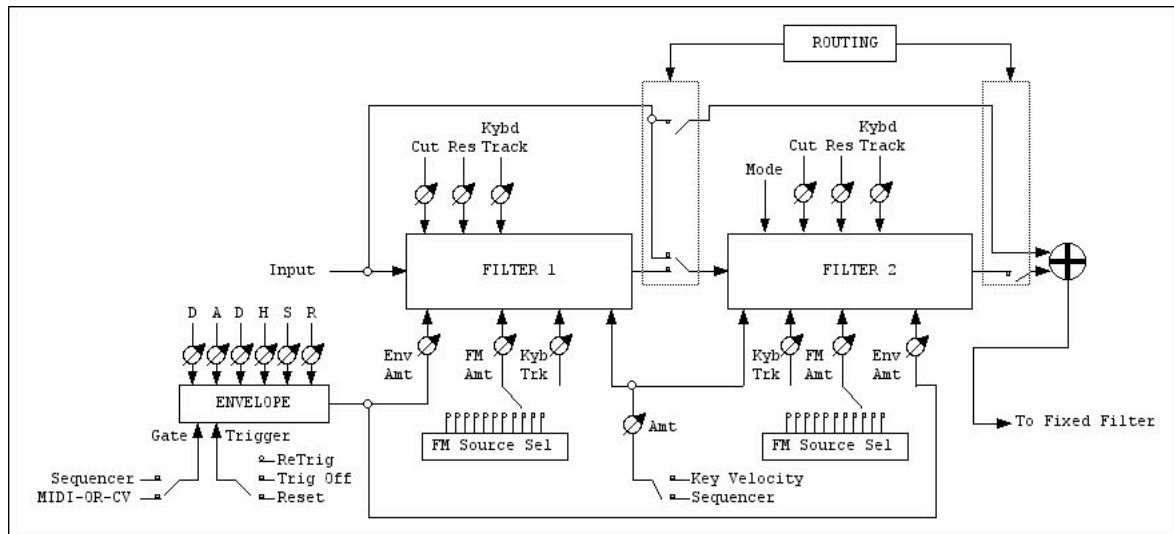 ROUTING
Kybd
Cut Res Track
Kybd
Cut Res Track
Mode
Input
FILTER 1
FILTER 2
D A D H S R
Env
Amt
FM
Amt
Kyb
Trk
Kyb
Trk
FM
Amt
Env
Amt
ENVELOPE
Amt
To Fixed Filter
Gate
Trigger
FM Source Sel
FM Source Sel
ReTrig
Sequencer
Trig Off
Key Velocity
MIDI-OR-CV
Reset
Sequencer